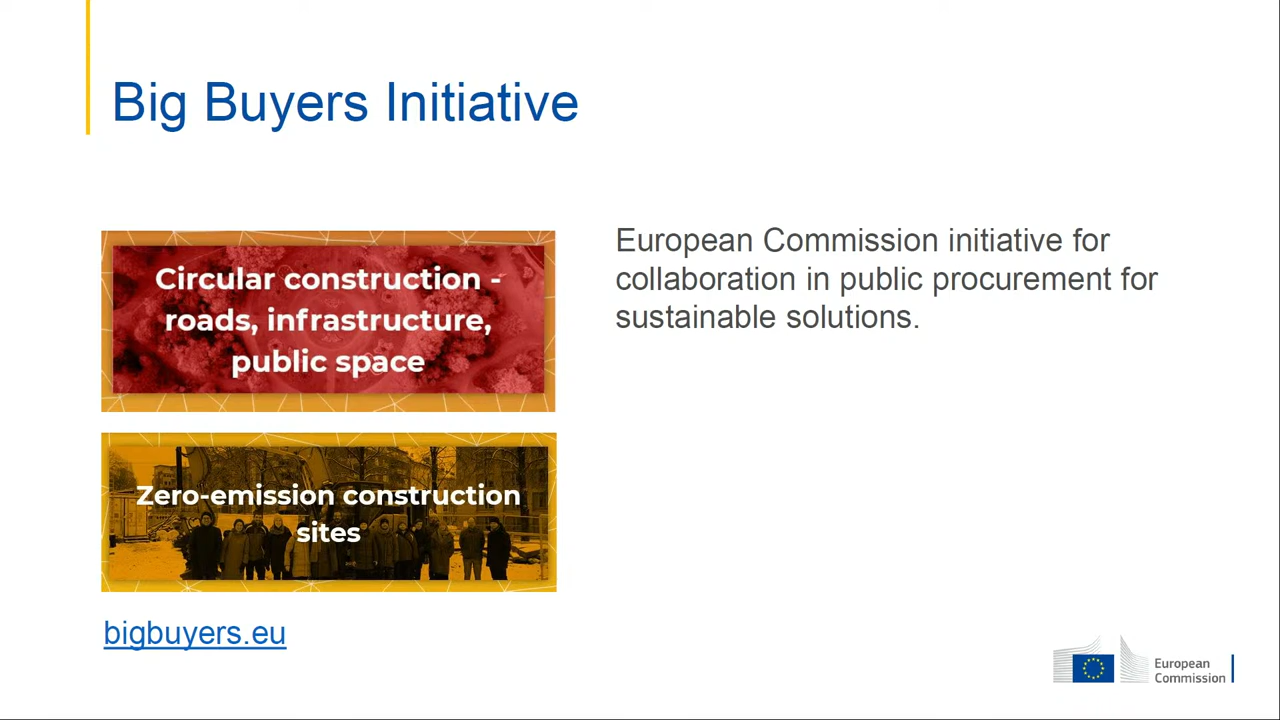 Big Buyers Initiative
Circular construction -
roads, infrastructure,
public space
European Commission initiative for
collaboration in public procurement for
sustainable solutions.
Zero-emission construction
sites
bigbuyers.eu
European
Commission